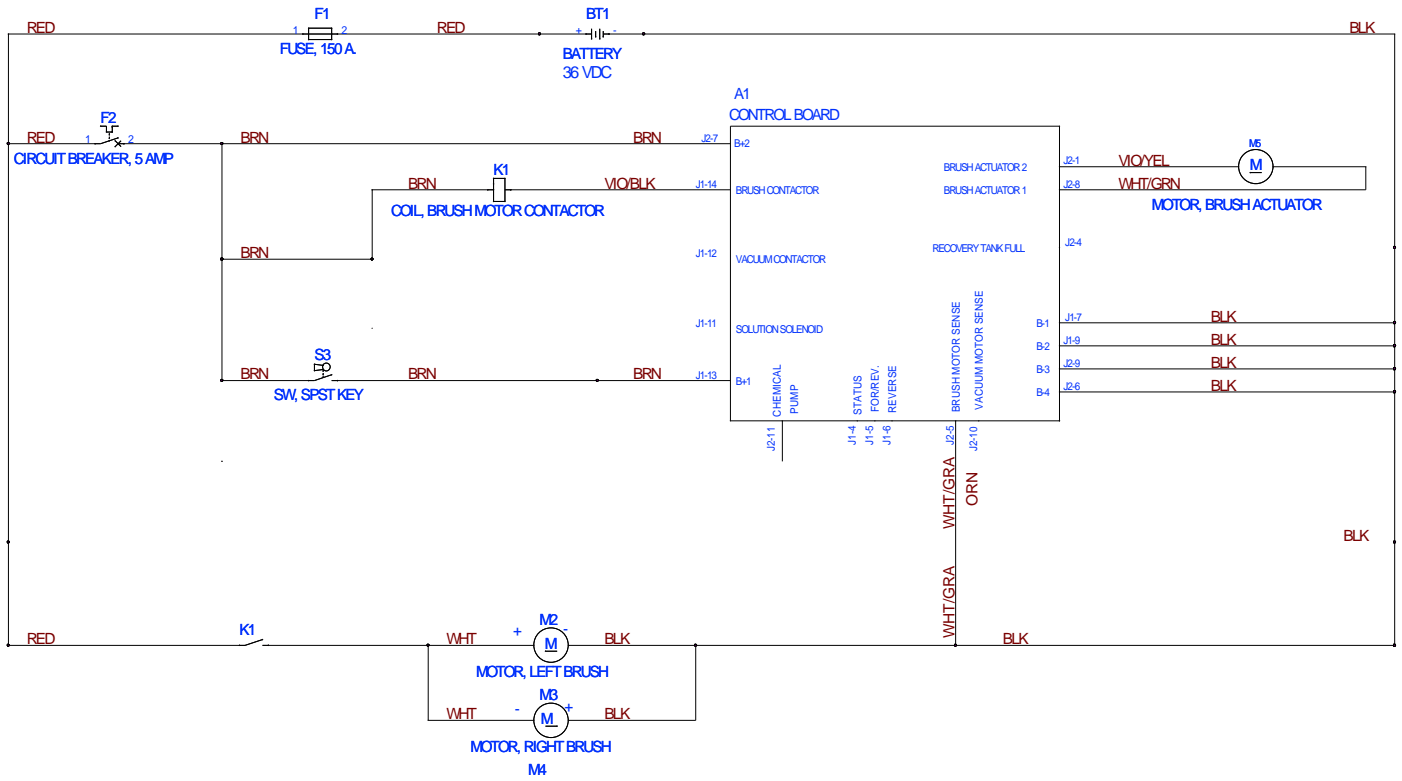 RED
1
F1
2
FUSE, 150 A.
RED
BT1
+
-
BATTERY
36 VDC
BLK
A1
CONTROL BOARD
RED
1
F2
2
CIRCUIT BREAKER, 5 AMP
BRN
BRN
J2-7
B+2
BRN
K1
VIO/BLK
J1-14
BRUSH CONTACTOR
COIL, BRUSH MOTOR CONTACTOR
BRN
J1-12
VACUUM CONTACTOR
J1-11
SOLUTION SOLENOID
BRN
S3
SW, SPST KEY
BRN
BRN
J1-13
B+1
BRUSH ACTUATOR 2
J2-1
VIO/YEL
M5
M
BRUSH ACTUATOR 1
J2-8
WHT/GRN
MOTOR, BRUSH ACTUATOR
RECOVERY TANK FULL
J2-4
B-1
J1-7
BLK
B-2
J1-9
BLK
B-3
J2-9
BLK
B-4
J2-6
BLK
CHEMICAL
PUMP
J2-11
STATUS
J1-4
FOR/REV.
J1-5
REVERSE
J1-6
BRUSH MOTOR SENSE
J2-5
VACUUM MOTOR SENSE
J2-10
WHT/GRA
ORN
WHT/GRA
BLK
RED
K1
WHT
+
M2
-
M
BLK
MOTOR, LEFT BRUSH
BLK
WHT
-
M3
+
M
BLK
MOTOR, RIGHT BRUSH
M4